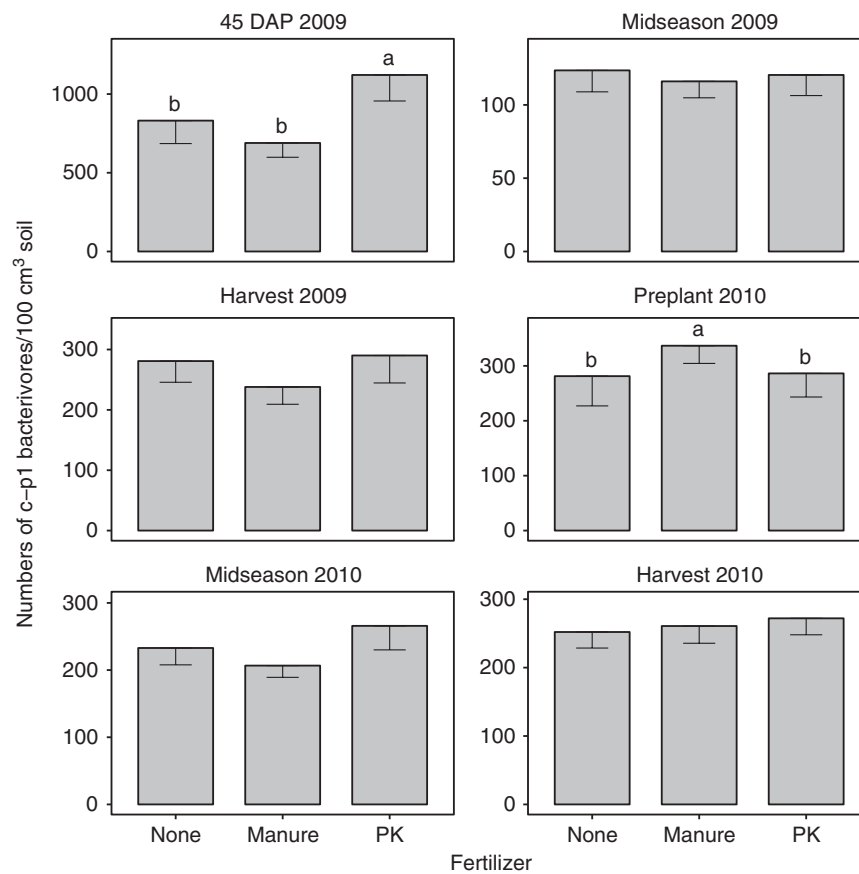 45 DAP 2009
b
b
a
1000
500
0
Midseason 2009
100
50
0
Harvest 2009
300
200
100
0
Preplant 2010
b
a
b
300
200
100
0
Midseason 2010
300
200
100
0
None Manure PK
Harvest 2010
300
200
100
0
None Manure PK
Numbers of c−p1 bacterivores/100 cm³ soil
Fertilizer